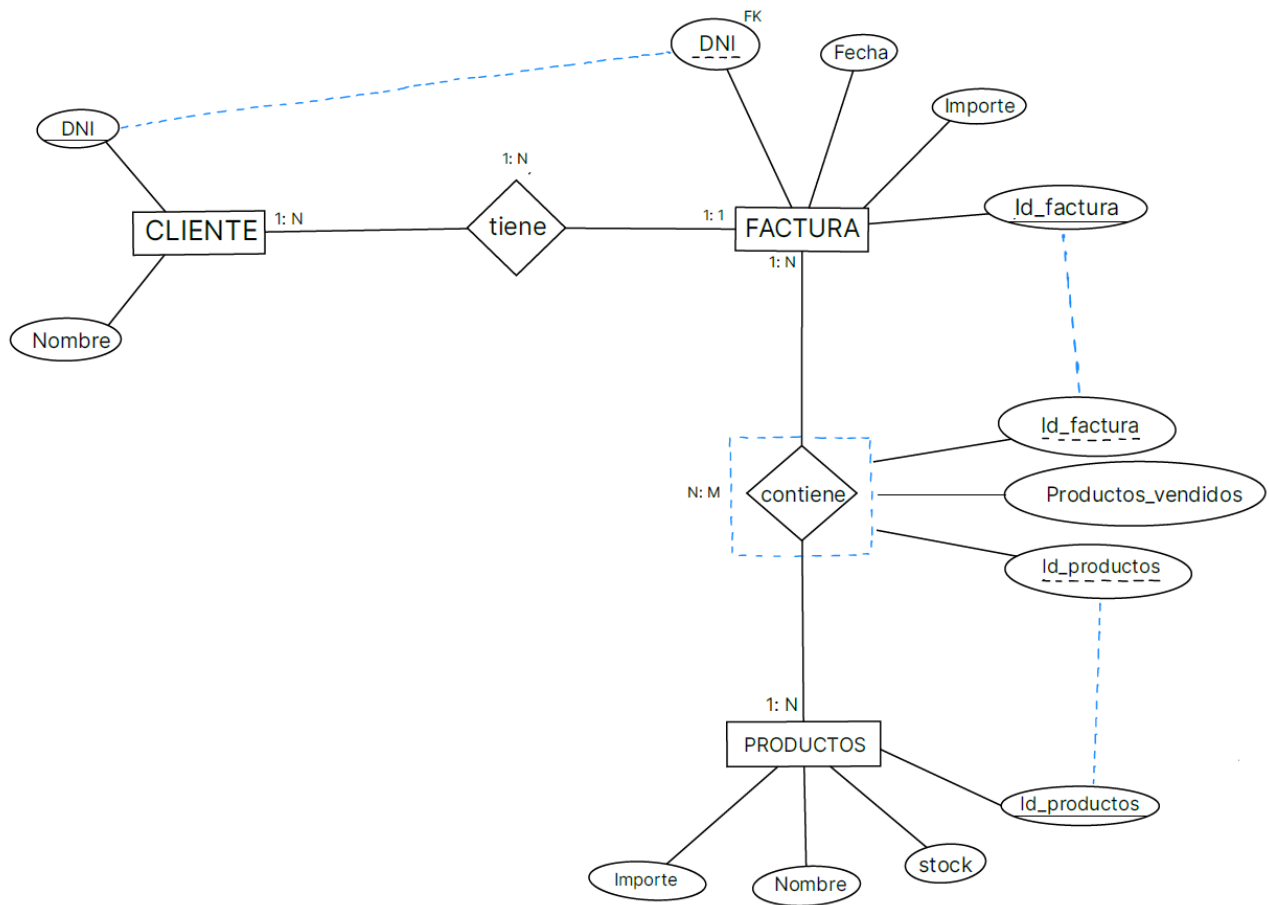 FK
DNI
Fecha
Importe
DNI
1: N
Id_factura
1: N
tiene
1: 1
CLIENTE
FACTURA
1: N
Nombre
Id_factura
N: M
contiene
Productos_vendidos
Id_productos
1: N
PRODUCTOS
Id_productos
Importe
Nombre
stock